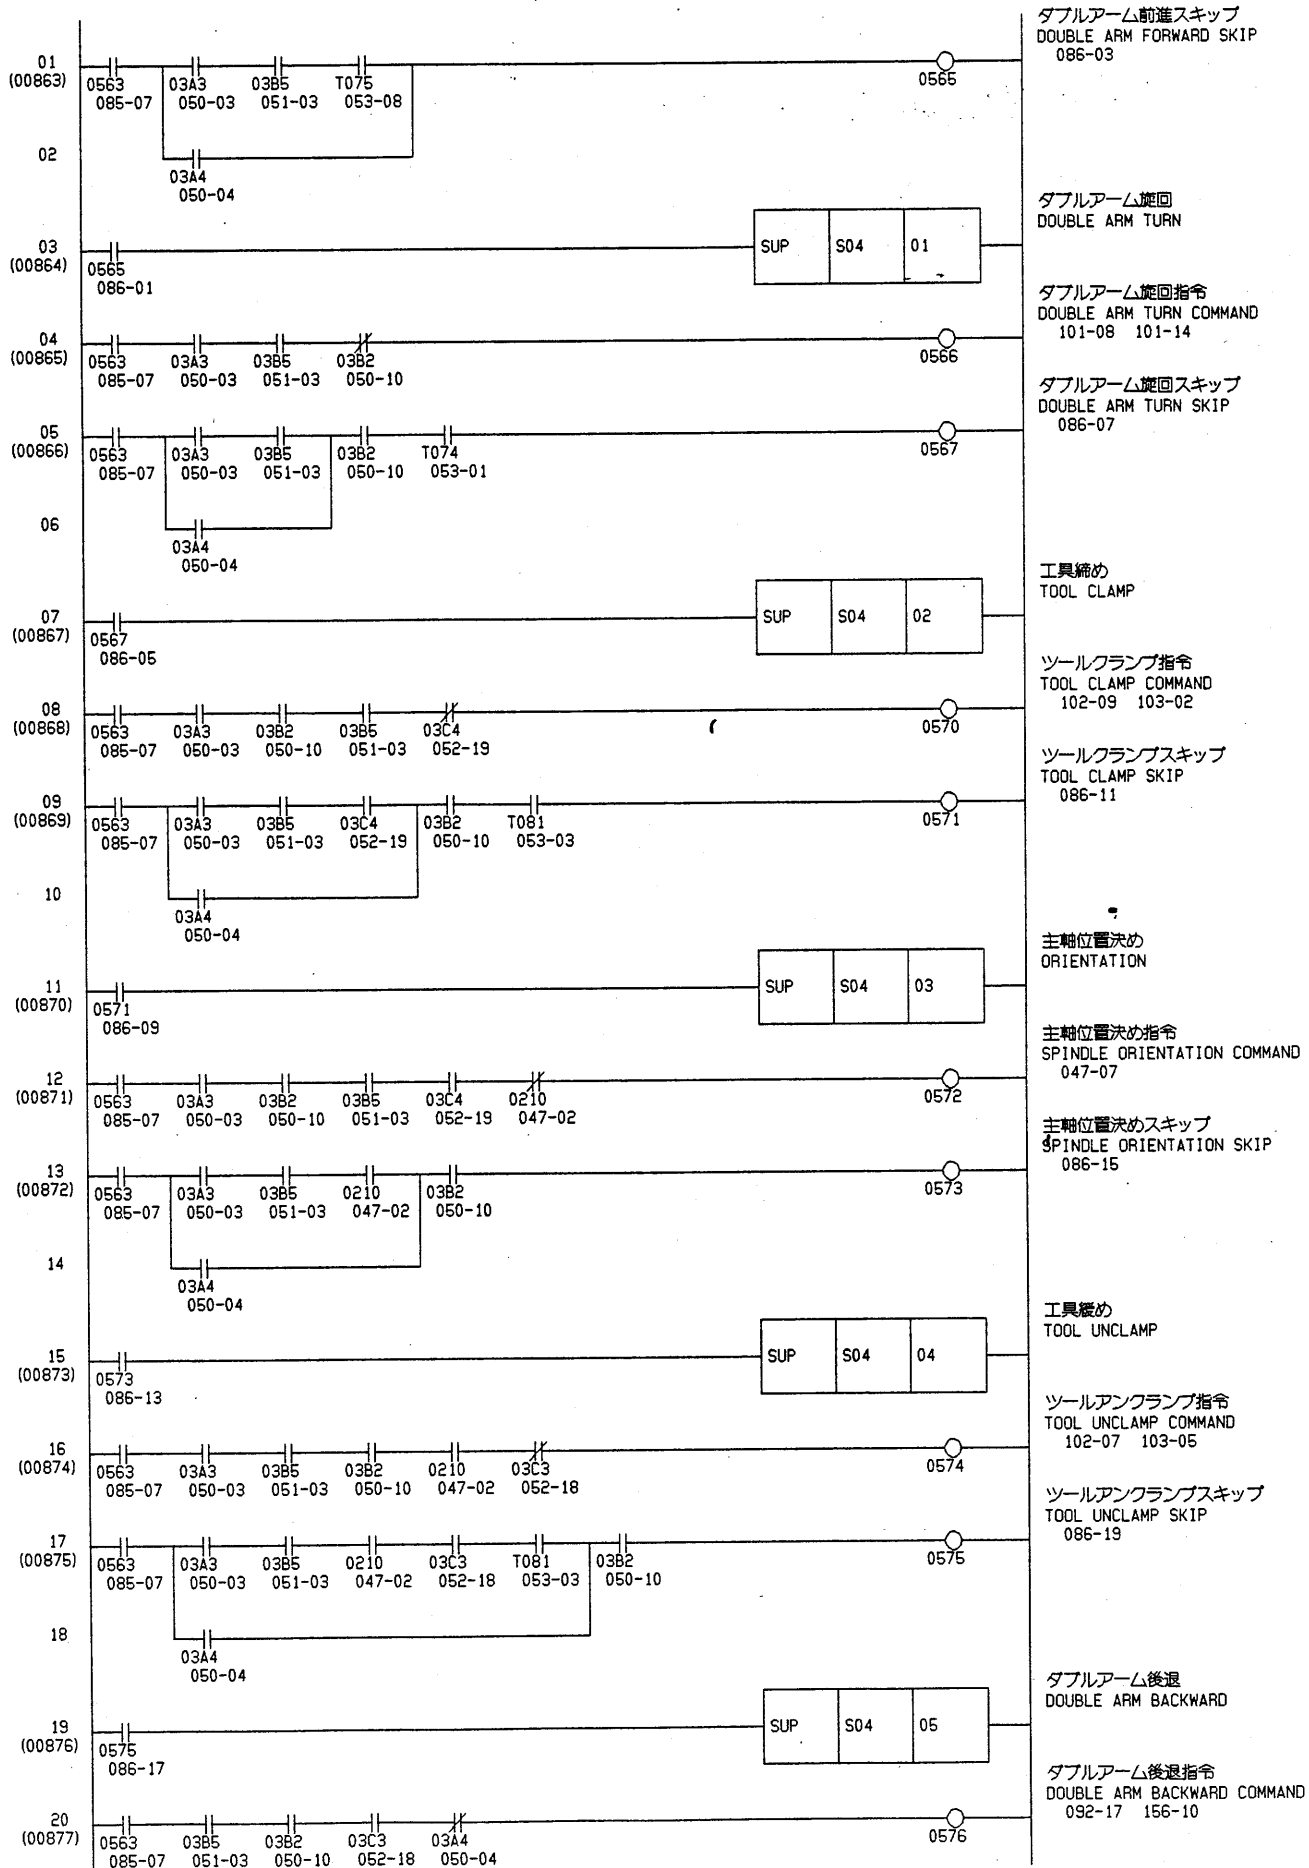 ダブルアーム前進スキップ
DOUBLE ARM FORWARD SKIP
086-03
01
(00863)
0563 03A3 03B5 T075 0565
085-07 050-03 051-03 053-08
02
03A4
050-04
ダブルアーム旋回
DOUBLE ARM TURN
03
(00864)
SUP S04 01
0565
086-01
ダブルアーム旋回指令
DOUBLE ARM TURN COMMAND
101-08 101-14
04
(00865)
0563 03A3 03B5 03B2 0566
085-07 050-03 051-03 050-10
ダブルアーム旋回スキップ
DOUBLE ARM TURN SKIP
086-07
05
(00866)
0563 03A3 03B5 03B2 T074 0567
085-07 050-03 051-03 050-10 053-01
06
03A4
050-04
工具締め
TOOL CLAMP
07
(00867)
SUP S04 02
0567
086-05
ツールクランプ指令
TOOL CLAMP COMMAND
102-09 103-02
08
(00868)
0563 03A3 03B2 03B5 03C4 0570
085-07 050-03 050-10 051-03 052-19
ツールクランプスキップ
TOOL CLAMP SKIP
086-11
09
(00869)
0563 03A3 03B5 03C4 03B2 T081 0571
085-07 050-03 051-03 052-19 050-10 053-03
10
03A4
050-04
主軸位置決め
ORIENTATION
11
(00870)
SUP S04 03
0571
086-09
主軸位置決め指令
SPINDLE ORIENTATION COMMAND
047-07
12
(00871)
0563 03A3 03B2 03B5 03C4 0210 0572
085-07 050-03 050-10 051-03 052-19 047-02
主軸位置決めスキップ
SPINDLE ORIENTATION SKIP
086-15
13
(00872)
0563 03A3 03B5 0210 03B2 0573
085-07 050-03 051-03 047-02 050-10
14
03A4
050-04
工具緩め
TOOL UNCLAMP
15
(00873)
SUP S04 04
0573
086-13
ツールアンクランプ指令
TOOL UNCLAMP COMMAND
102-07 103-05
16
(00874)
0563 03A3 03B5 03B2 0210 03C3 0574
085-07 050-03 051-03 050-10 047-02 052-18
ツールアンクランプスキップ
TOOL UNCLAMP SKIP
086-19
17
(00875)
0563 03A3 03B5 0210 03C3 T081 03B2 0575
085-07 050-03 051-03 047-02 052-18 053-03 050-10
18
03A4
050-04
ダブルアーム後退
DOUBLE ARM BACKWARD
19
(00876)
SUP S04 05
0575
086-17
ダブルアーム後退指令
DOUBLE ARM BACKWARD COMMAND
092-17 156-10
20
(00877)
0563 03B5 03B2 03C3 03A4 0576
085-07 051-03 050-10 052-18 050-04